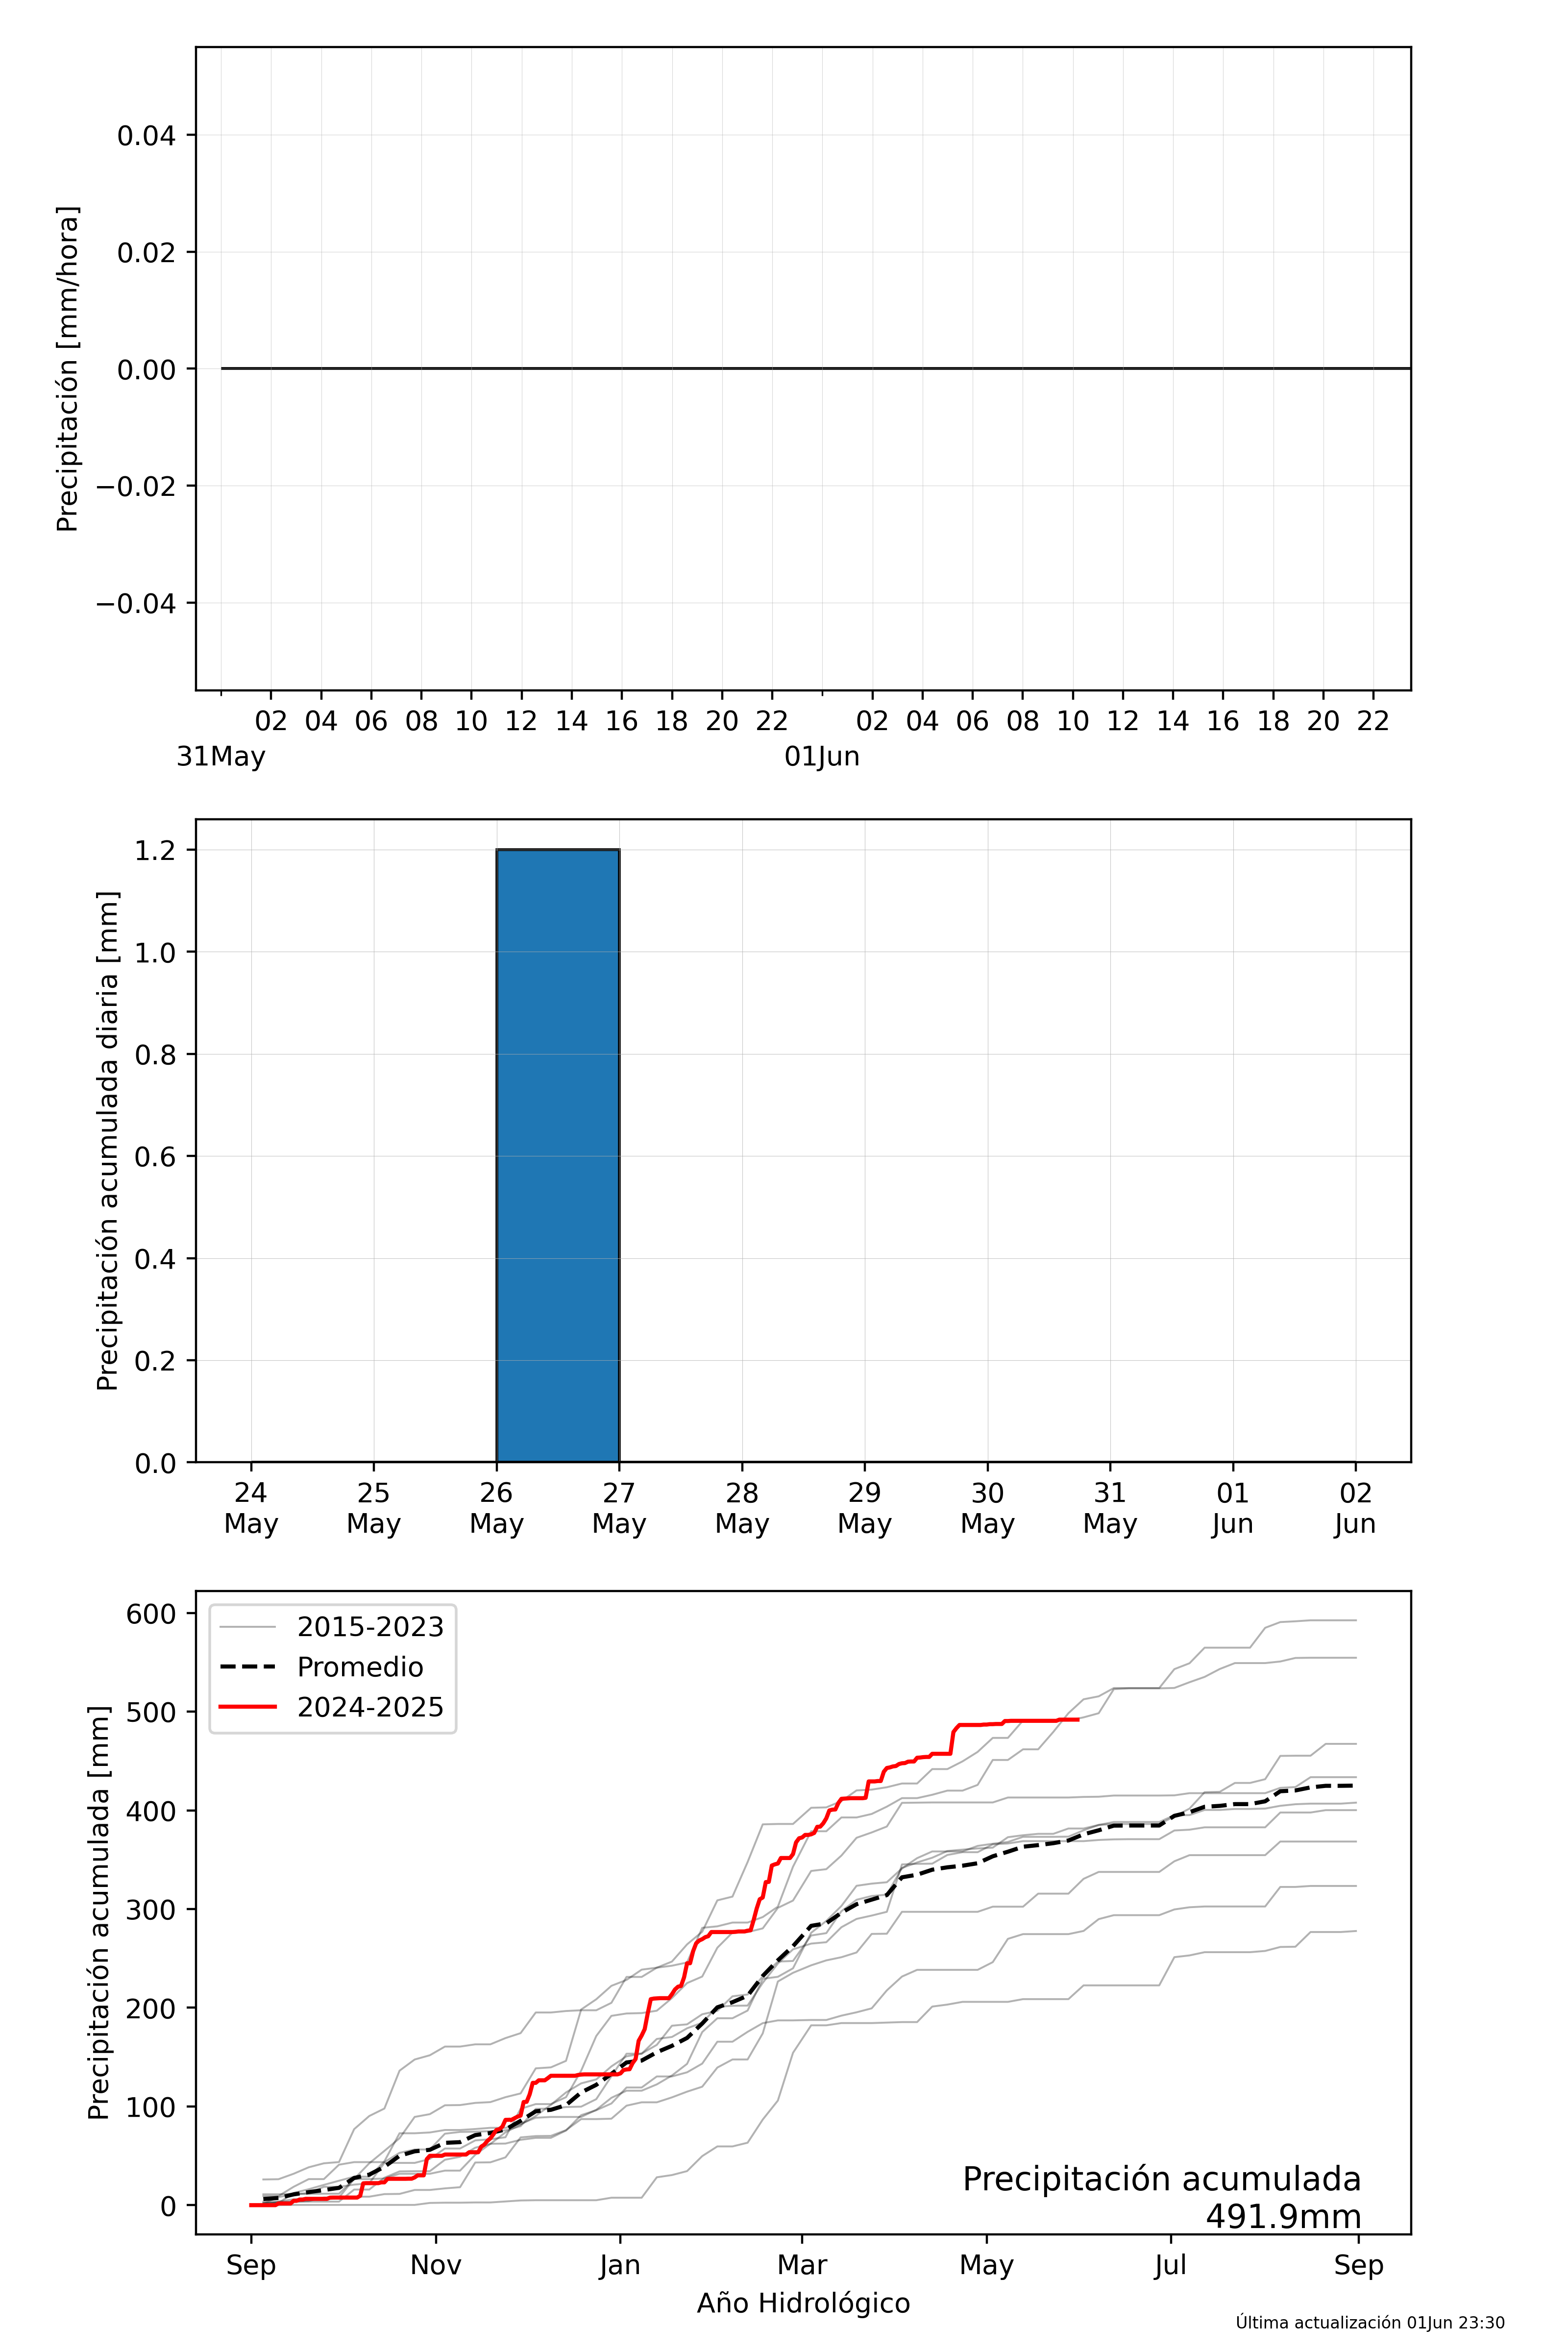 Precipitación [mm/hora]
0.04
0.02
0.00
−0.02
−0.04
02 04 06 08 10 12 14 16 18 20 22 02 04 06 08 10 12 14 16 18 20 22
31May 01Jun
Precipitación acumulada diaria [mm]
1.2
1.0
0.8
0.6
0.4
0.2
0.0
24 25 26 27 28 29 30 31 01 02
May May May May May May May May Jun Jun
Precipitación acumulada [mm]
600
500
400
300
200
100
0
2015-2023
Promedio
2024-2025
Precipitación acumulada
491.9mm
Sep Nov Jan Mar May Jul Sep
Año Hidrológico
Última actualización 01Jun 23:30